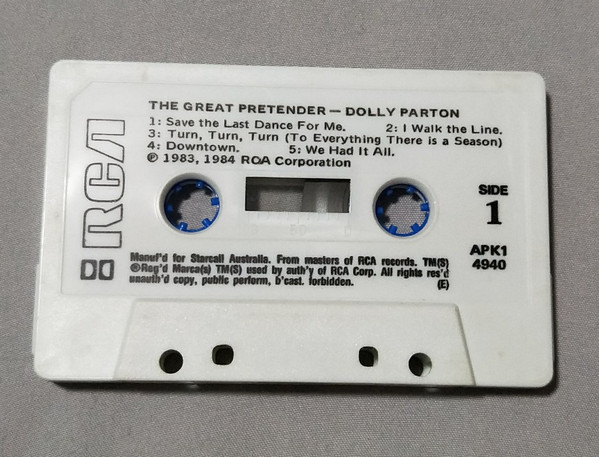 THE GREAT PRETENDER — DOLLY PARTON
1: Save the Last Dance For Me. 2: I Walk the Line.
3: Turn, Turn, Turn (To Everything There is a Season)
4: Downtown. 5: We Had It All.
℗ 1983, 1984 RQA Corporation
RCA
SIDE
1
APK1
4940
Manuf'd for Starcall Australia. From masters of RCA records. TM(S)
®Reg'd Marca(s) TM(S) used by auth'y of RCA Corp. All rights res'd
unauth'd copy, public perform, b'cast. forbidden. (E)